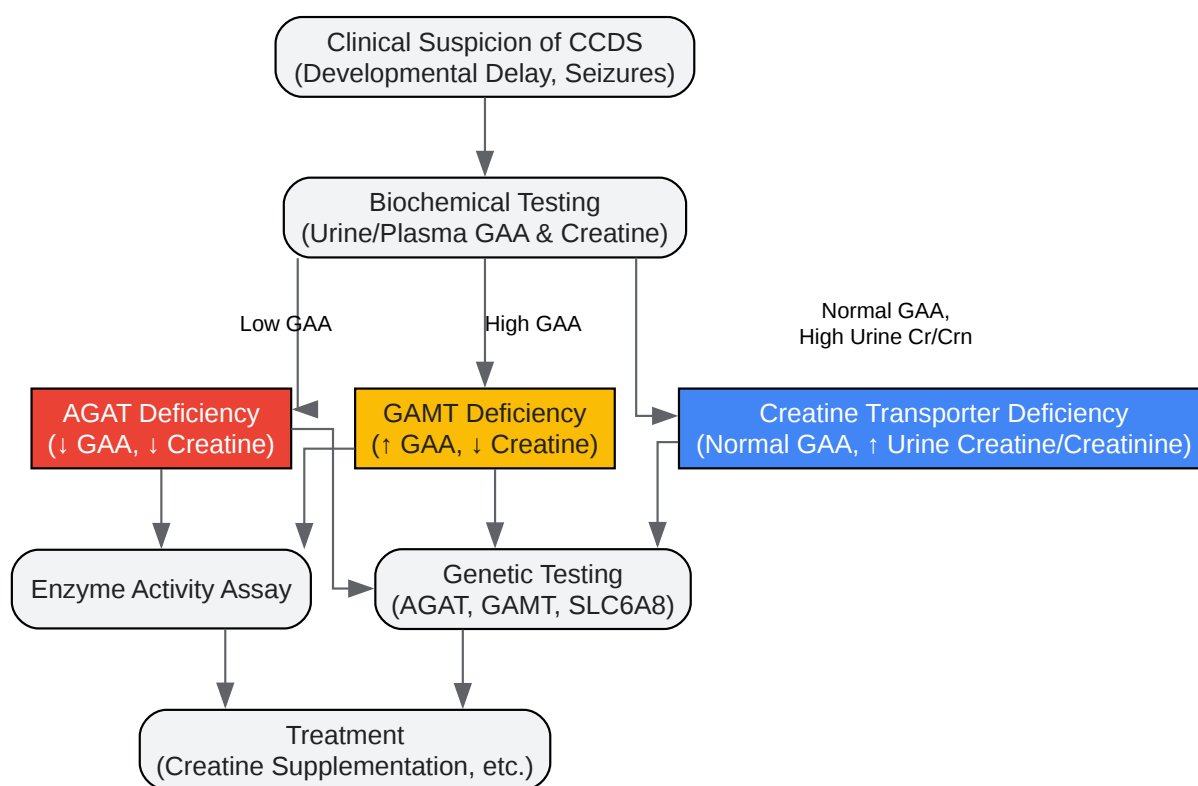 Clinical Suspicion of CCDS
(Developmental Delay, Seizures)
Biochemical Testing
(Urine/Plasma GAA & Creatine)
Low GAA
High GAA
Normal GAA,
High Urine Cr/Crn
AGAT Deficiency
(↓ GAA, ↓ Creatine)
GAMT Deficiency
(↑ GAA, ↓ Creatine)
Creatine Transporter Deficiency
(Normal GAA, ↑ Urine Creatine/Creatinine)
Enzyme Activity Assay
Genetic Testing
(AGAT, GAMT, SLC6A8)
Treatment
(Creatine Supplementation, etc.)